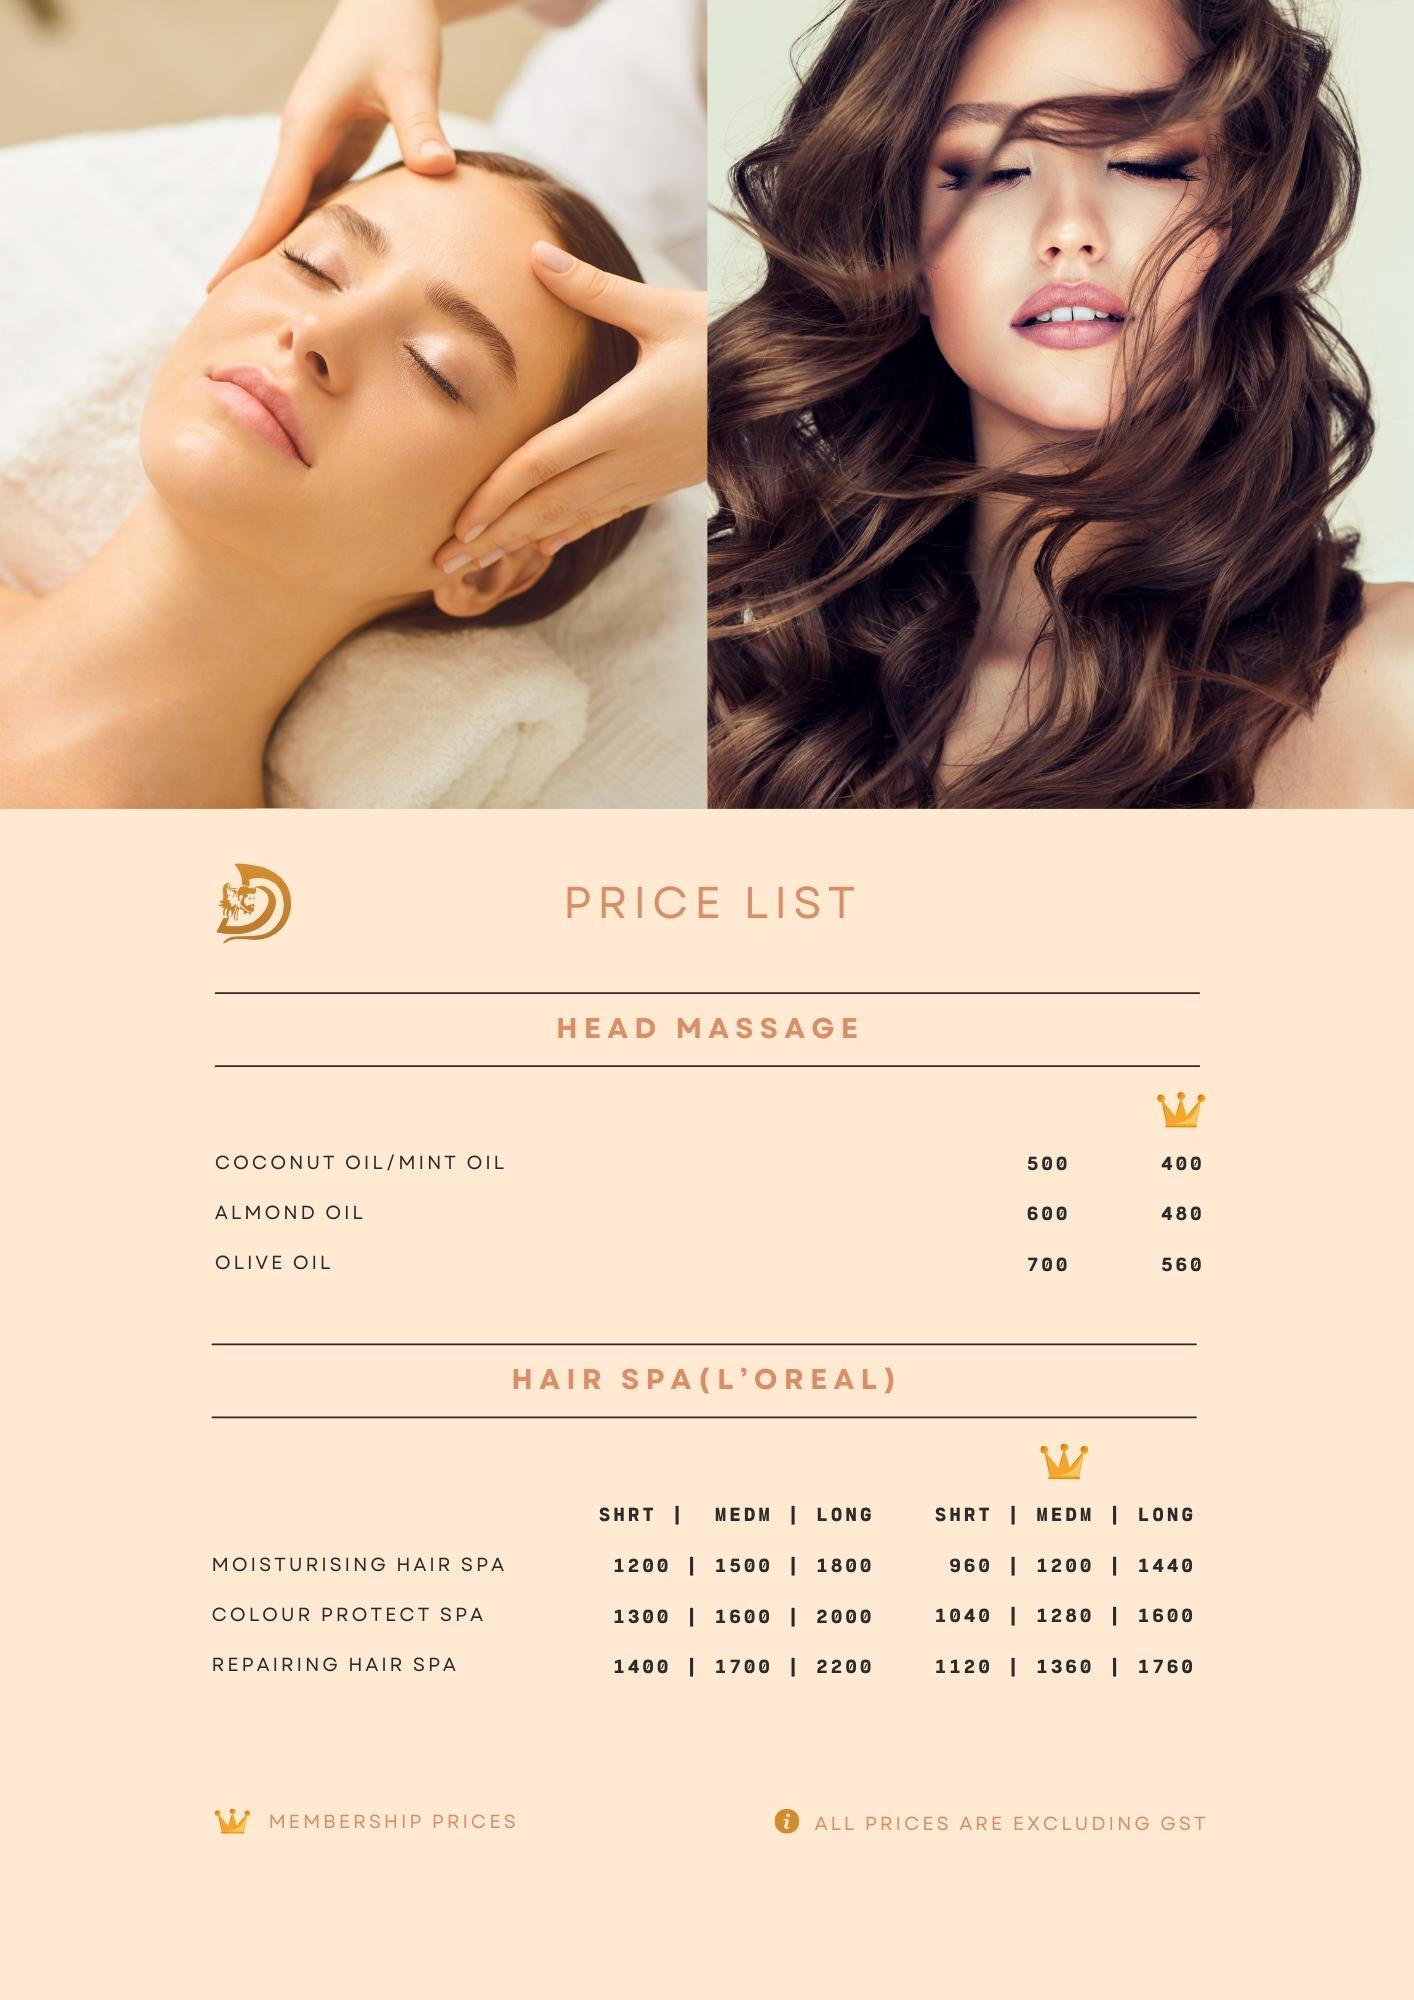 PRICE LIST
HEAD MASSAGE
COCONUT OIL/MINT OIL 500 400
ALMOND OIL 600 480
OLIVE OIL 700 560
HAIR SPA(L’OREAL)
SHRT | MEDM | LONG SHRT | MEDM | LONG
MOISTURISING HAIR SPA 1200 | 1500 | 1800 960 | 1200 | 1440
COLOUR PROTECT SPA 1300 | 1600 | 2000 1040 | 1280 | 1600
REPAIRING HAIR SPA 1400 | 1700 | 2200 1120 | 1360 | 1760
MEMBERSHIP PRICES i ALL PRICES ARE EXCLUDING GST